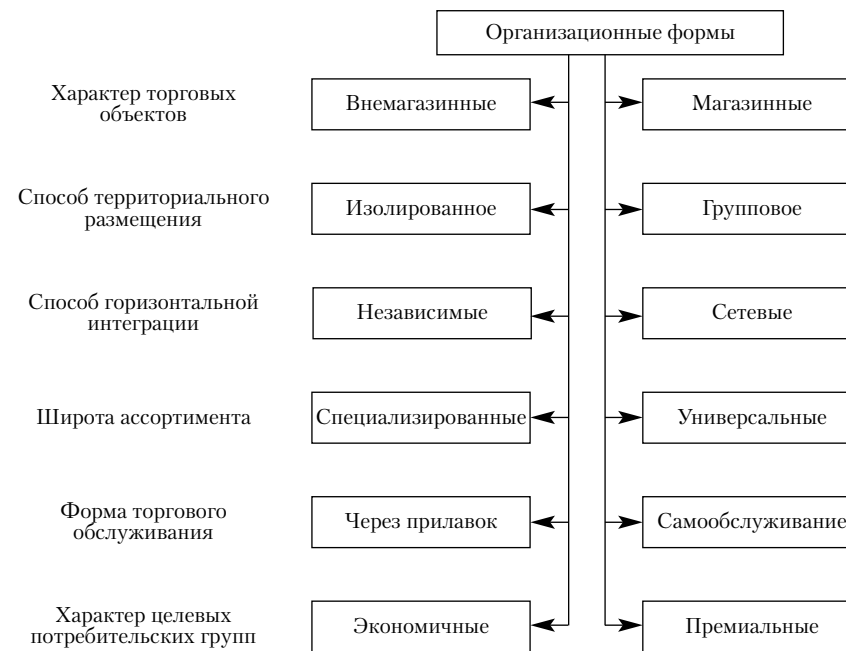 Организационные формы
Характер торговых
объектов
Внемагазинные
Магазинные
Способ территориального
размещения
Изолированное
Групповое
Способ горизонтальной
интеграции
Независимые
Сетевые
Широта ассортимента
Специализированные
Универсальные
Форма торгового
обслуживания
Через прилавок
Самообслуживание
Характер целевых
потребительских групп
Экономичные
Премиальные